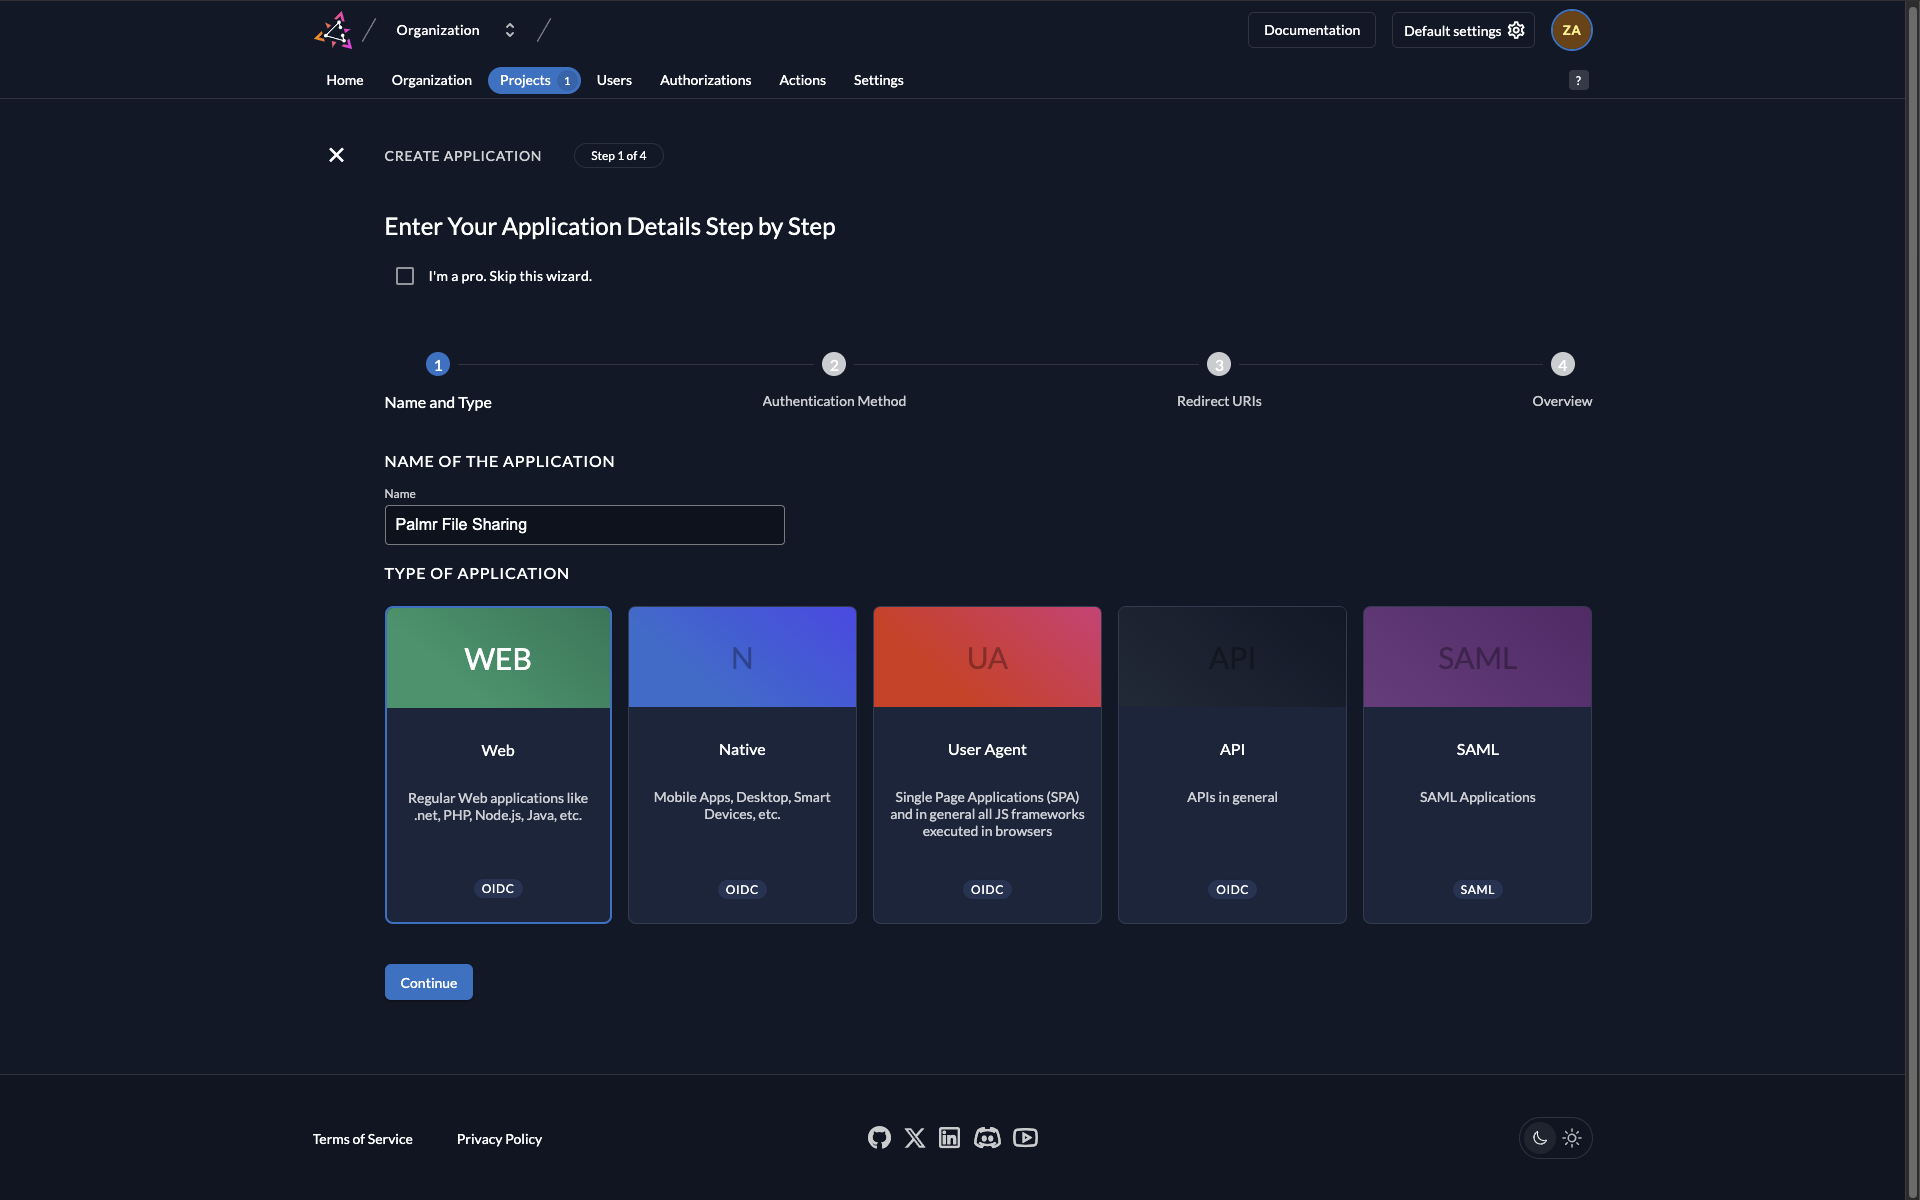 Organization
Documentation
Default settings
ZA
Home
Organization
Projects 1
Users
Authorizations
Actions
Settings
?
CREATE APPLICATION
Step 1 of 4
Enter Your Application Details Step by Step
I'm a pro. Skip this wizard.
1
2
3
4
Name and Type
Authentication Method
Redirect URIs
Overview
NAME OF THE APPLICATION
Name
Palmr File Sharing
TYPE OF APPLICATION
WEB
Web
Regular Web applications like
.net, PHP, Node.js, Java, etc.
OIDC
N
Native
Mobile Apps, Desktop, Smart
Devices, etc.
OIDC
UA
User Agent
Single Page Applications (SPA)
and in general all JS frameworks
executed in browsers
OIDC
API
API
APIs in general
OIDC
SAML
SAML
SAML Applications
SAML
Continue
Terms of Service
Privacy Policy